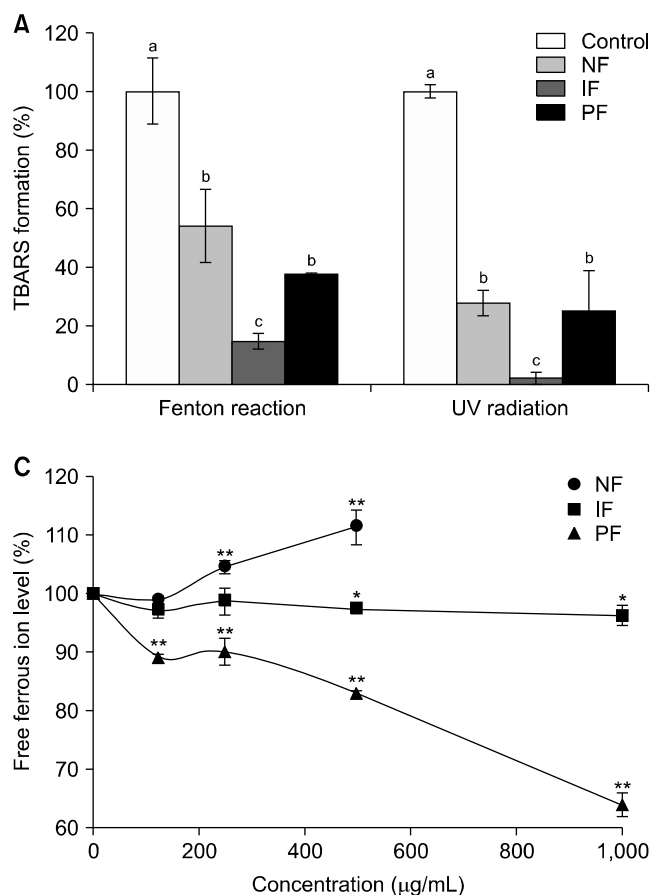 A
120
100
80
60
40
20
0
TBARS formation (%)
a
b
c
b
a
b
c
b
Control
NF
IF
PF
Fenton reaction
UV radiation
C
120
110
100
90
80
70
60
Free ferrous ion level (%)
NF
IF
PF
**
**
*
*
**
**
**
**
0
200
400
600
800
1,000
Concentration (μg/mL)